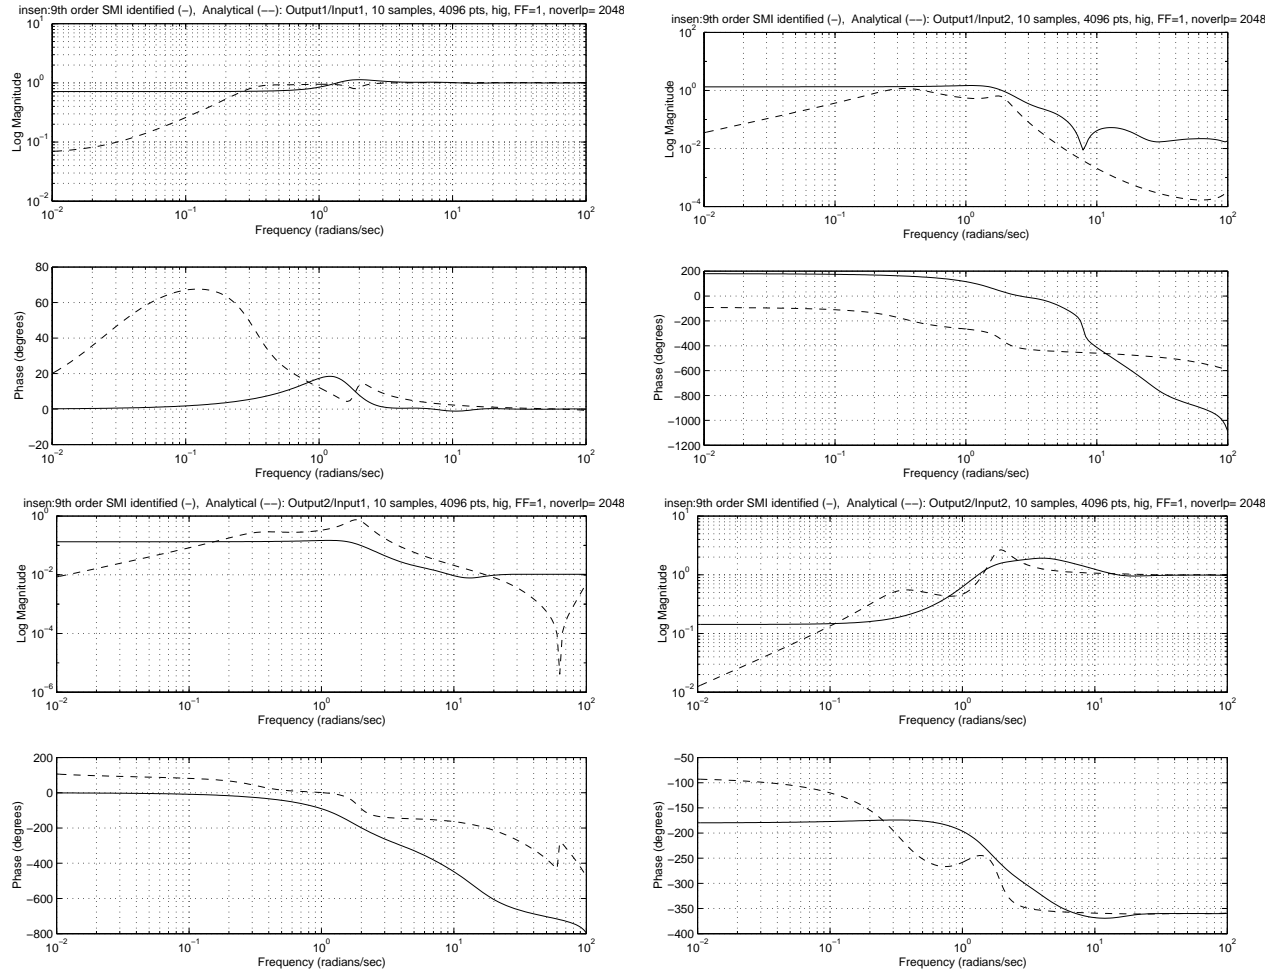 insen:9th order SMI identified (−),  Analytical (−−): Output1/Input1, 10 samples, 4096 pts, hig, FF=1, noverlp= 2048
Log Magnitude
10^1
10^0
10^−1
10^−2
10^−2 10^−1 10^0 10^1 10^2
Frequency (radians/sec)
Phase (degrees)
80
60
40
20
0
−20
10^−2 10^−1 10^0 10^1 10^2
Frequency (radians/sec)
insen:9th order SMI identified (−),  Analytical (−−): Output1/Input2, 10 samples, 4096 pts, hig, FF=1, noverlp= 2048
Log Magnitude
10^2
10^0
10^−2
10^−4
10^−2 10^−1 10^0 10^1 10^2
Frequency (radians/sec)
Phase (degrees)
200
0
−200
−400
−600
−800
−1000
−1200
10^−2 10^−1 10^0 10^1 10^2
Frequency (radians/sec)
insen:9th order SMI identified (−),  Analytical (−−): Output2/Input1, 10 samples, 4096 pts, hig, FF=1, noverlp= 2048
Log Magnitude
10^0
10^−2
10^−4
10^−6
10^−2 10^−1 10^0 10^1 10^2
Frequency (radians/sec)
Phase (degrees)
200
0
−200
−400
−600
−800
10^−2 10^−1 10^0 10^1 10^2
Frequency (radians/sec)
insen:9th order SMI identified (−),  Analytical (−−): Output2/Input2, 10 samples, 4096 pts, hig, FF=1, noverlp= 2048
Log Magnitude
10^1
10^0
10^−1
10^−2
10^−2 10^−1 10^0 10^1 10^2
Frequency (radians/sec)
Phase (degrees)
−50
−100
−150
−200
−250
−300
−350
−400
10^−2 10^−1 10^0 10^1 10^2
Frequency (radians/sec)